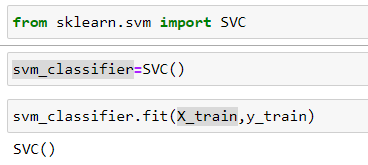 from sklearn.svm import SVC
svm_classifier=SVC()
svm_classifier.fit(X_train,y_train)
SVC()